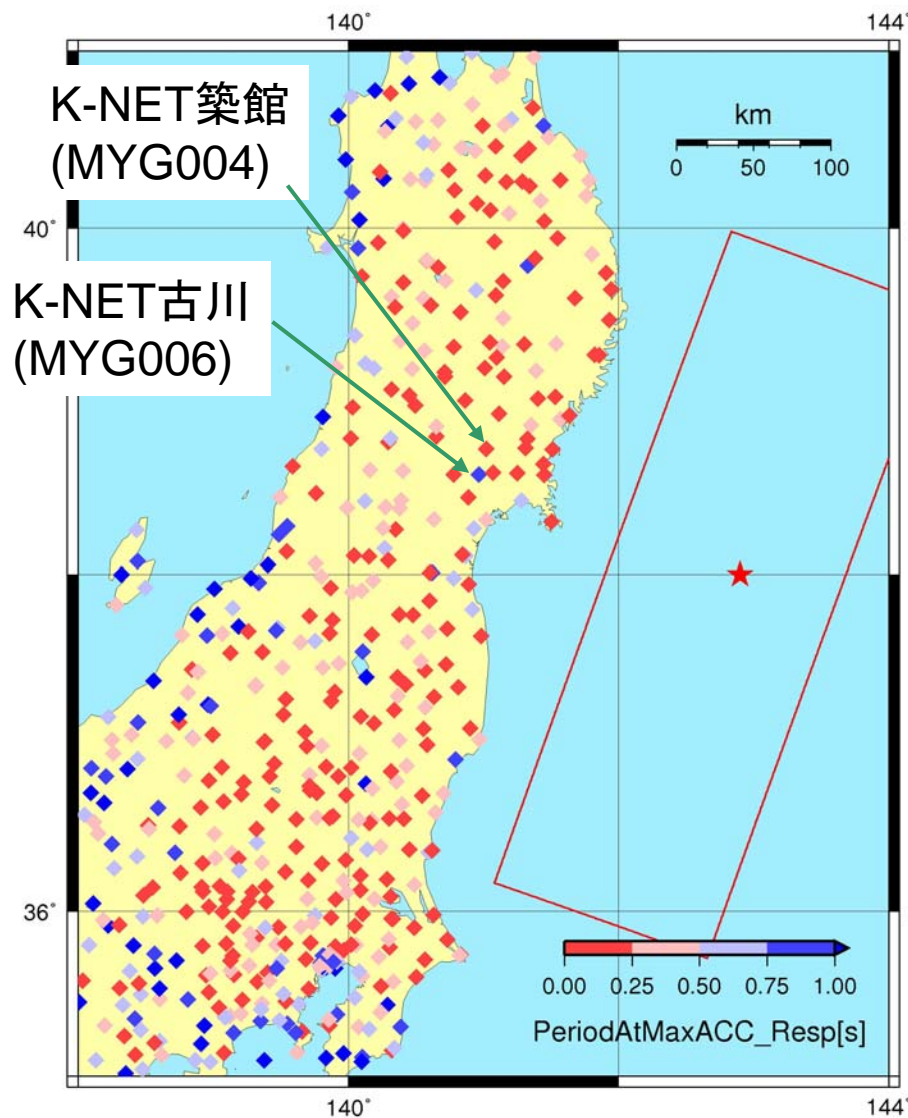 140°
144°
K-NET築館
(MYG004)
km
0 50 100
40°
K-NET古川
(MYG006)
36°
0.00 0.25 0.50 0.75 1.00
PeriodAtMaxACC_Resp[s]
140°
144°